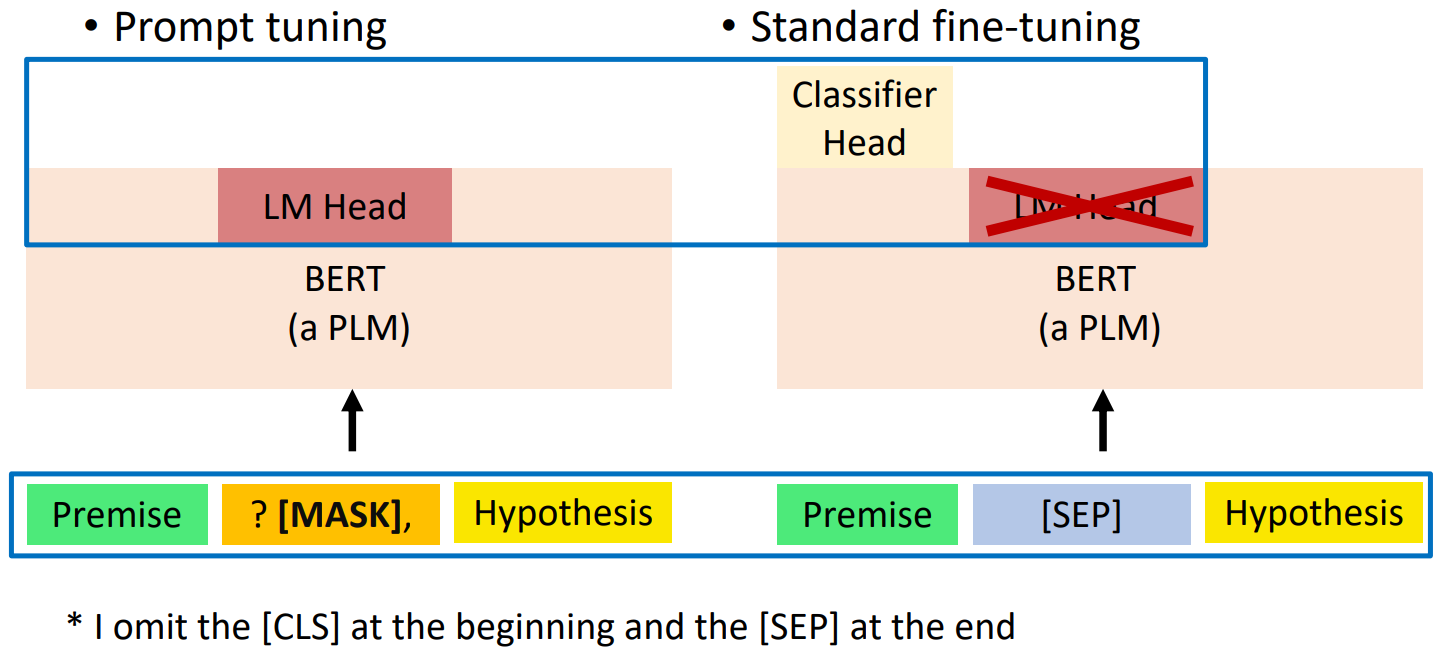 • Prompt tuning
• Standard fine-tuning
Classifier
Head
LM Head
LM Head
BERT
(a PLM)
BERT
(a PLM)
Premise
? [MASK],
Hypothesis
Premise
[SEP]
Hypothesis
* I omit the [CLS] at the beginning and the [SEP] at the end